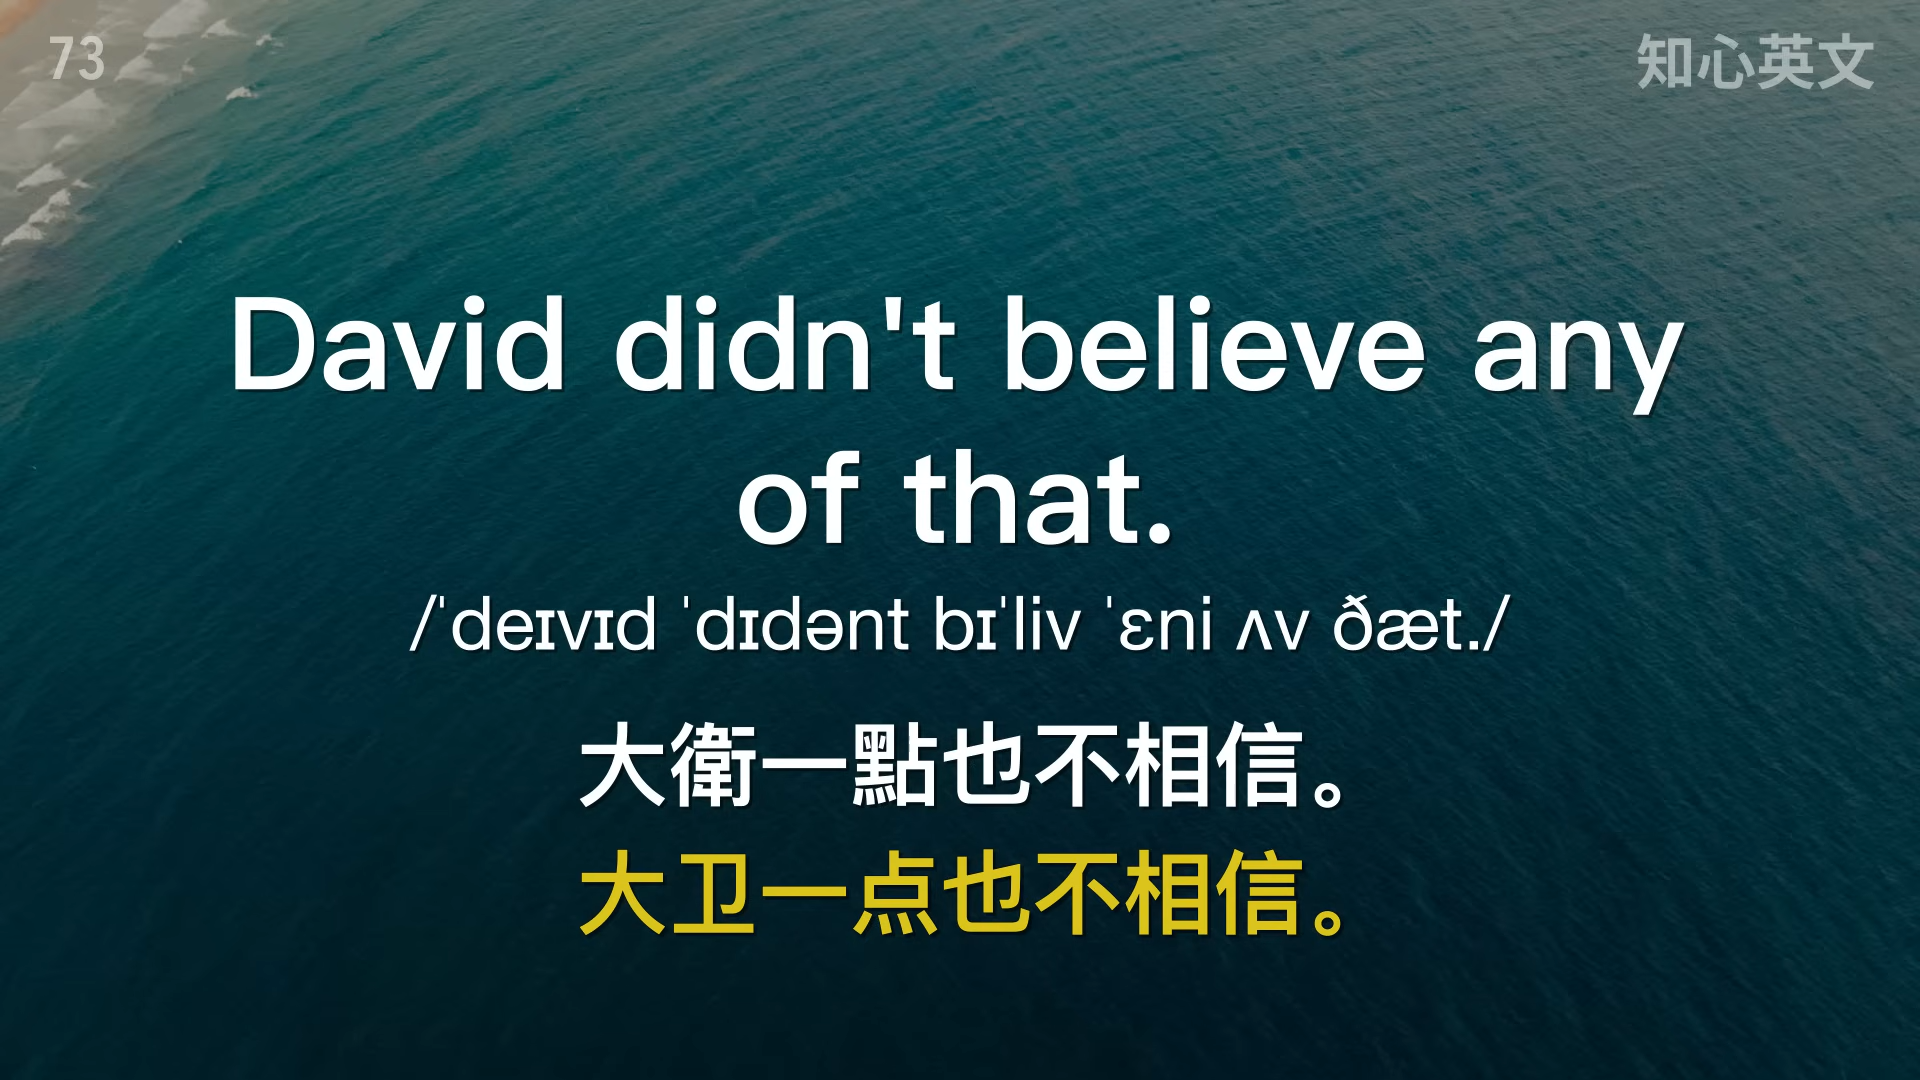 73
知心英文
David didn't believe any
of that.
/ˈdeɪvɪd ˈdɪdənt bɪˈliv ˈɛni ʌv ðæt./
大衛一點也不相信。
大卫一点也不相信。